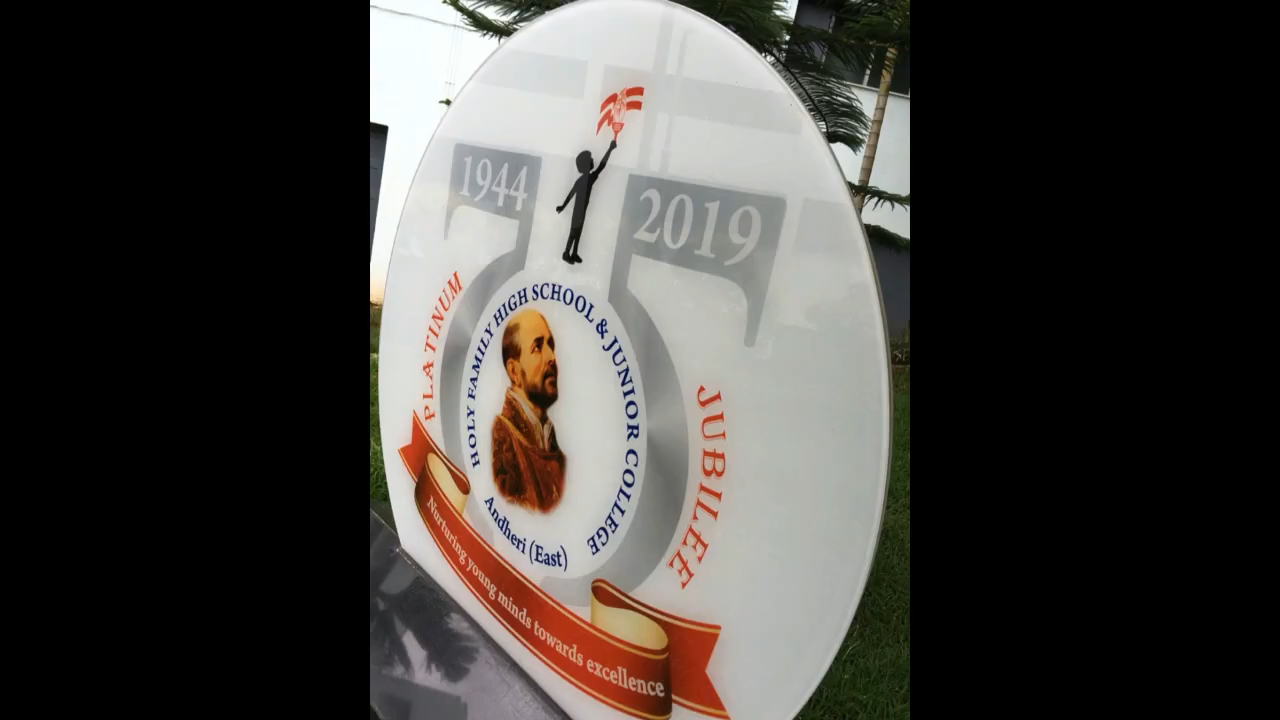 1944
2019
PLATINUM
JUBILEE
HOLY FAMILY HIGH SCHOOL & JUNIOR COLLEGE
Andheri (East)
Nurturing young minds towards excellence